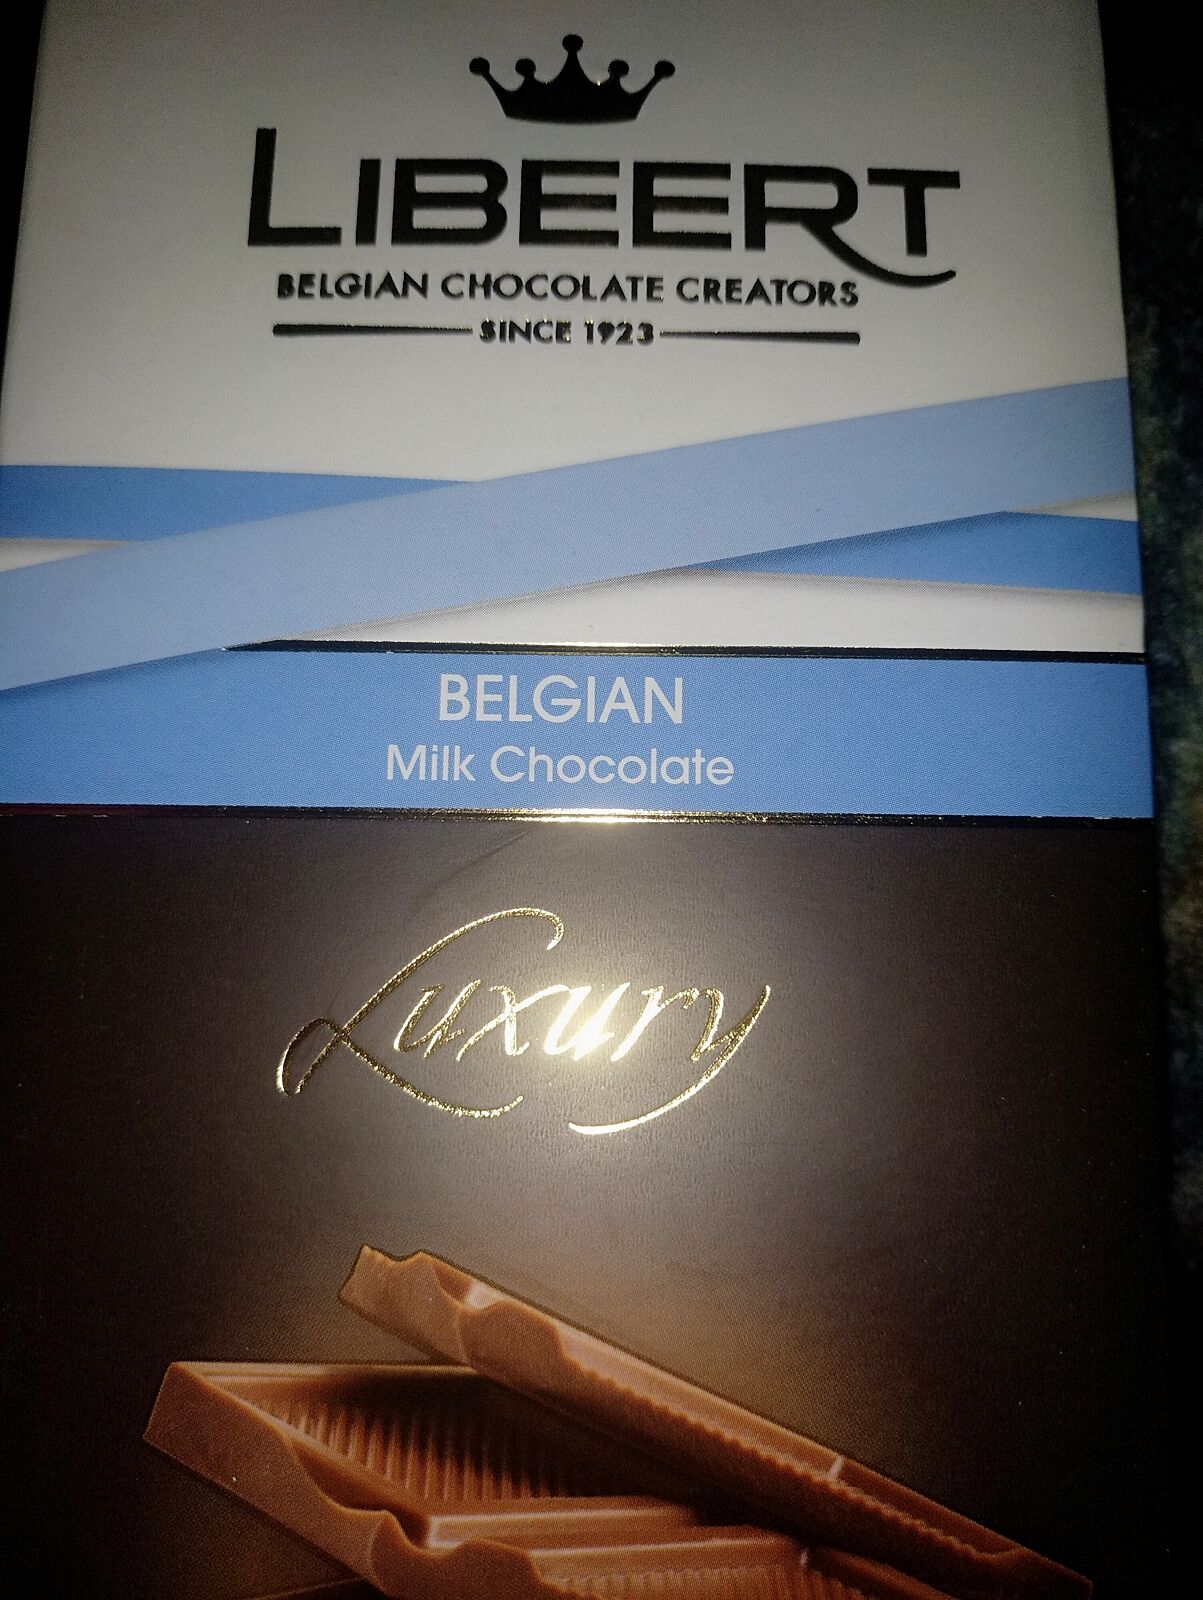 LIBEERT
BELGIAN CHOCOLATE CREATORS
SINCE 1923
BELGIAN
Milk Chocolate
Luxury